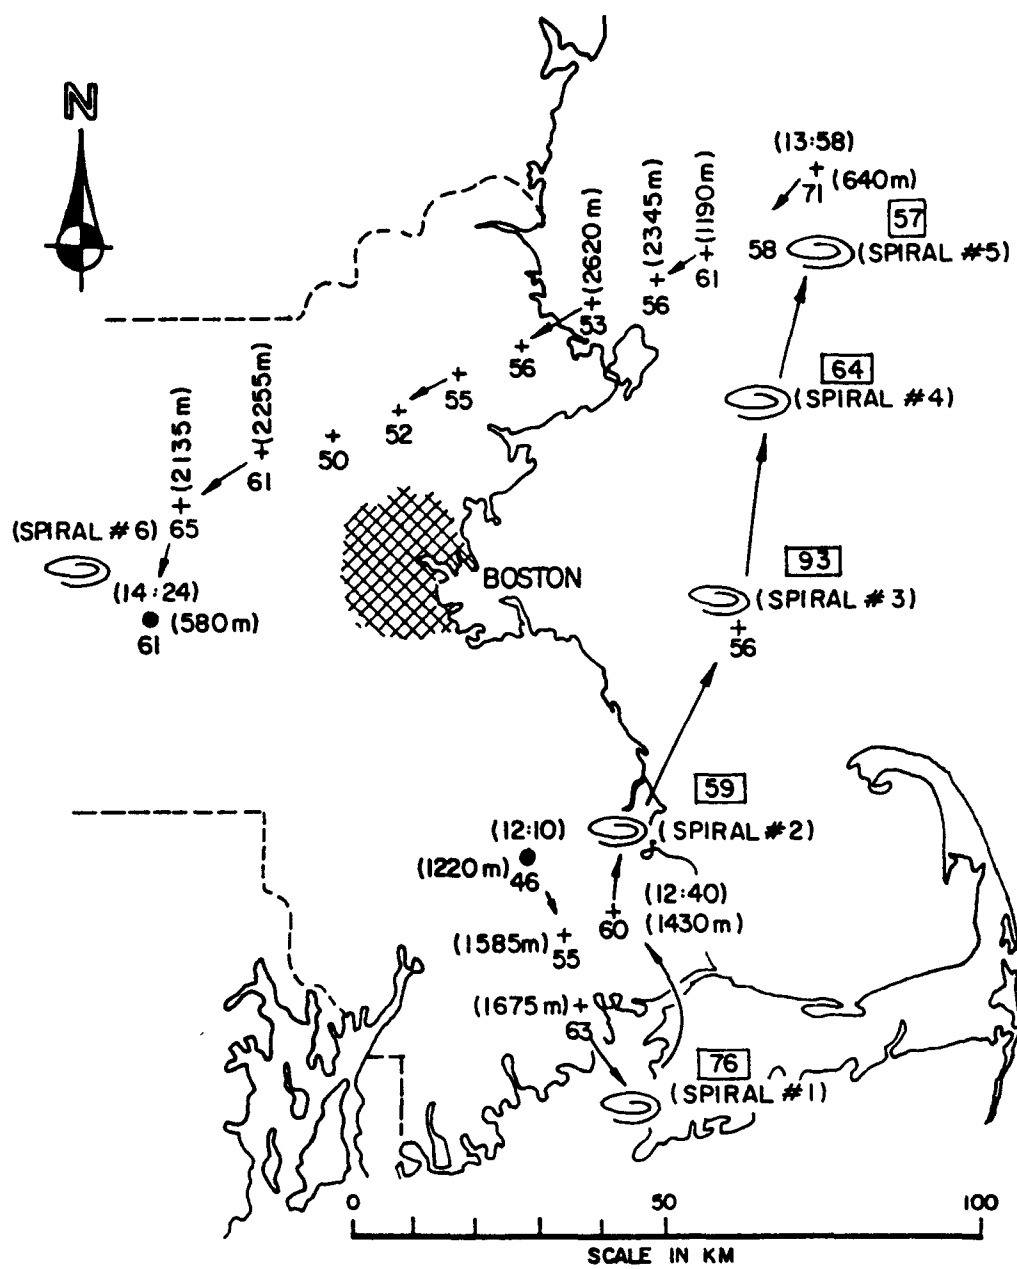 N
(13:58)
71 (640m)
57
58 (SPIRAL #5)
(1190m)
61
(2345m)
56
(2620m)
53
56
55
52
50
(2255m)
61
(2135m)
65
(SPIRAL #6)
(14:24)
(580m)
61
64
(SPIRAL #4)
93
(SPIRAL #3)
56
BOSTON
59
(SPIRAL #2)
(12:10)
(1220m)
46
(12:40)
60 (1430m)
(1585m)
55
(1675m)
63
76
(SPIRAL #1)
0 50 100
SCALE IN KM